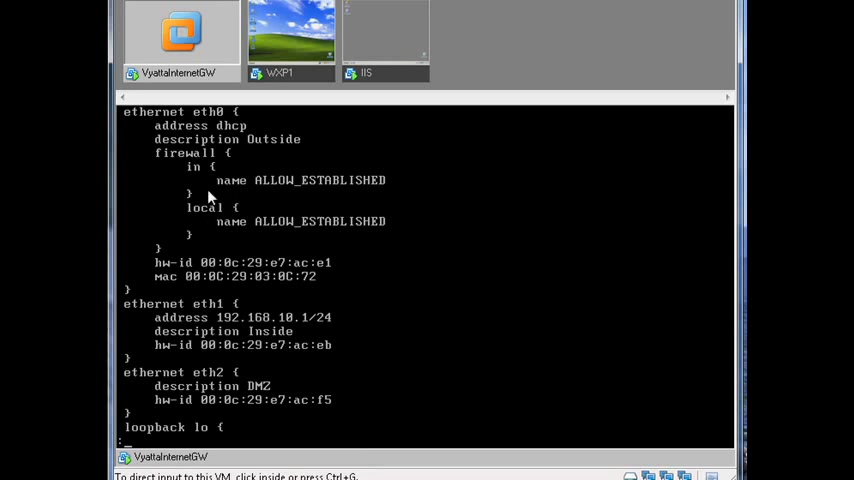 VyattaInternetGW
WXP1
IIS
ethernet eth0 {
address dhcp
description Outside
firewall {
in {
name ALLOW_ESTABLISHED
}
local {
name ALLOW_ESTABLISHED
}
}
hw-id 00:0c:29:e7:ac:e1
mac 00:0C:29:03:0C:72
}
ethernet eth1 {
address 192.168.10.1/24
description Inside
hw-id 00:0c:29:e7:ac:eb
}
ethernet eth2 {
description DMZ
hw-id 00:0c:29:e7:ac:f5
}
loopback lo {
:
VyattaInternetGW
To direct input to this VM, click inside or press Ctrl+G.